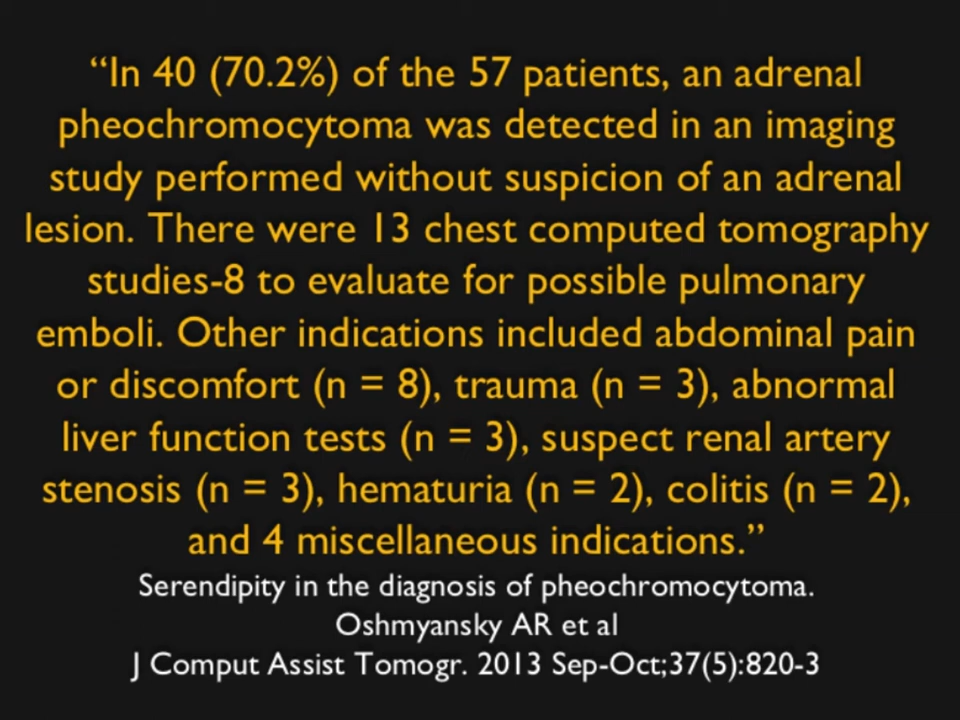 “In 40 (70.2%) of the 57 patients, an adrenal
pheochromocytoma was detected in an imaging
study performed without suspicion of an adrenal
lesion. There were 13 chest computed tomography
studies-8 to evaluate for possible pulmonary
emboli. Other indications included abdominal pain
or discomfort (n = 8), trauma (n = 3), abnormal
liver function tests (n = 3), suspect renal artery
stenosis (n = 3), hematuria (n = 2), colitis (n = 2),
and 4 miscellaneous indications.”
Serendipity in the diagnosis of pheochromocytoma.
Oshmyansky AR et al
J Comput Assist Tomogr. 2013 Sep-Oct;37(5):820-3